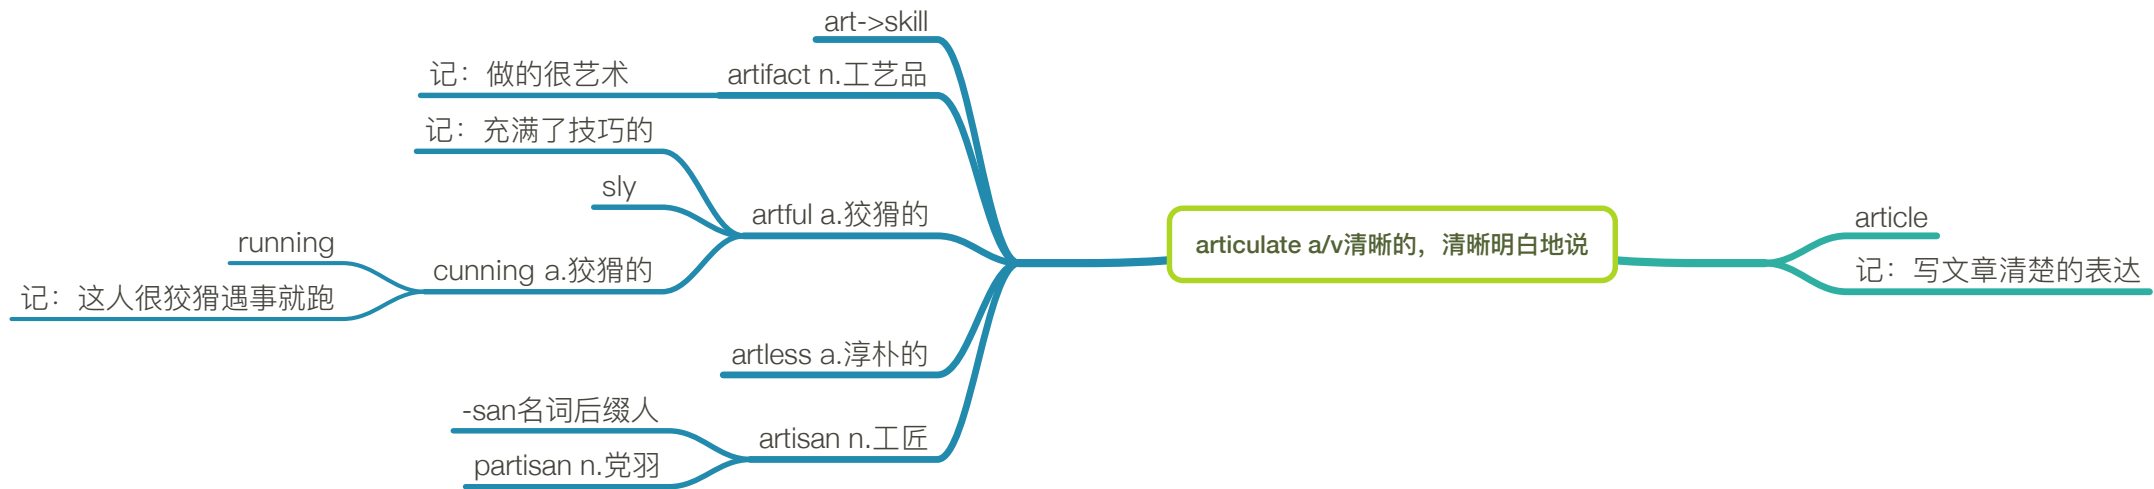 art->skill
记：做的很艺术
artifact n.工艺品
记：充满了技巧的
sly
artful a.狡猾的
running
cunning a.狡猾的
记：这人很狡猾遇事就跑
artless a.淳朴的
-san名词后缀人
artisan n.工匠
partisan n.党羽
articulate a/v清晰的，清晰明白地说
article
记：写文章清楚的表达